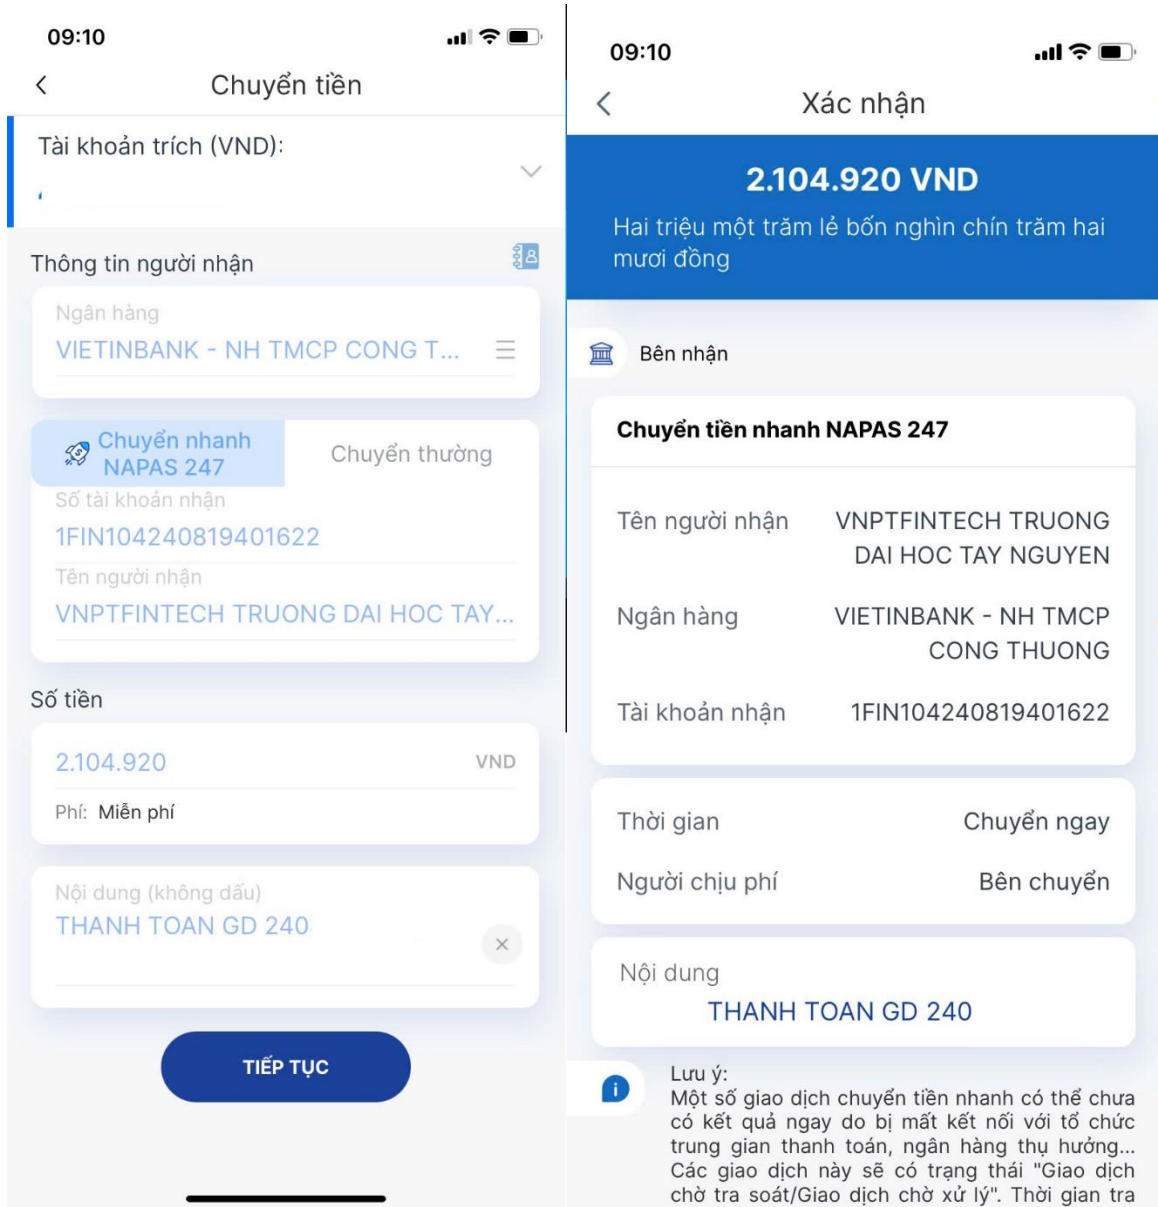 09:10
Chuyển tiền
Tài khoản trích (VND):
Thông tin người nhận
Ngân hàng
VIETINBANK - NH TMCP CONG T...
Chuyển nhanh
NAPAS 247
Chuyển thường
Số tài khoản nhận
1FIN104240819401622
Tên người nhận
VNPTFINTECH TRUONG DAI HOC TAY...
Số tiền
2.104.920 VND
Phí: Miễn phí
Nội dung (không dấu)
THANH TOAN GD 240
TIẾP TỤC
09:10
Xác nhận
2.104.920 VND
Hai triệu một trăm lẻ bốn nghìn chín trăm hai
mươi đồng
Bên nhận
Chuyển tiền nhanh NAPAS 247
Tên người nhận VNPTFINTECH TRUONG
DAI HOC TAY NGUYEN
Ngân hàng VIETINBANK - NH TMCP
CONG THUONG
Tài khoản nhận 1FIN104240819401622
Thời gian Chuyển ngay
Người chịu phí Bên chuyển
Nội dung
THANH TOAN GD 240
Lưu ý:
Một số giao dịch chuyển tiền nhanh có thể chưa
có kết quả ngay do bị mất kết nối với tổ chức
trung gian thanh toán, ngân hàng thụ hưởng...
Các giao dịch này sẽ có trạng thái "Giao dịch
chờ tra soát/Giao dịch chờ xử lý". Thời gian tra